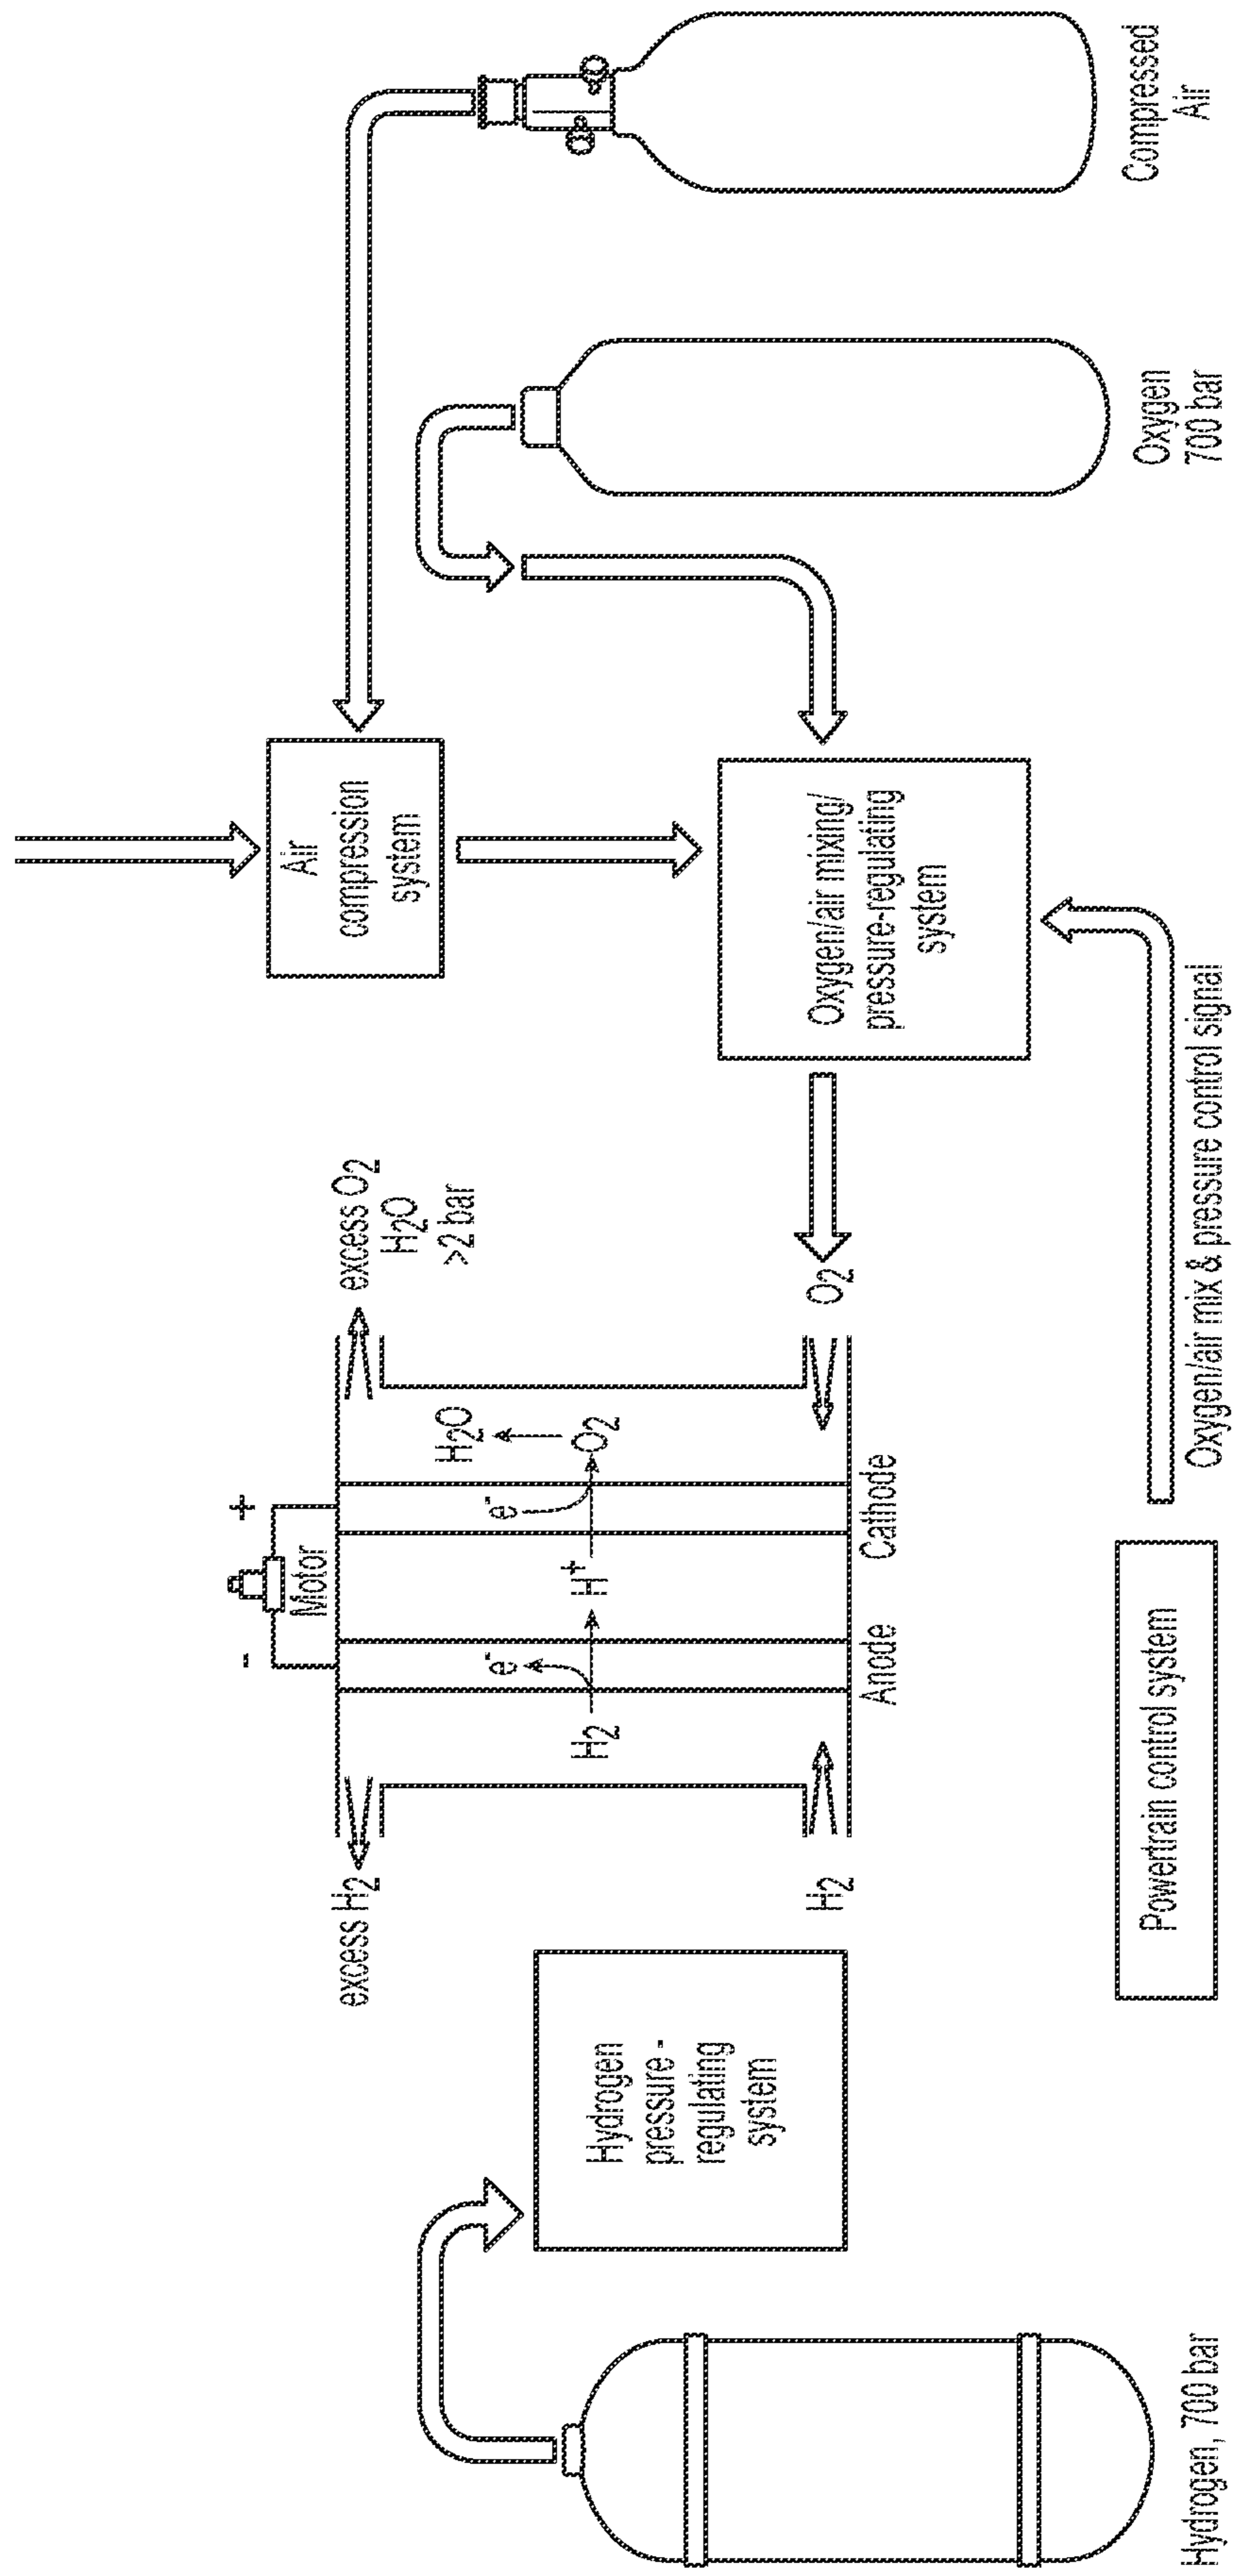 Hydrogen, 700 bar
Hydrogen
pressure-
regulating
system
excess H2
H2
-
+
Motor
H2
e-
H+
e-
O2
H2O
Anode
Cathode
excess O2
H2O
>2 bar
O2
Powertrain control system
Oxygen/air mix & pressure control signal
Air
compression
system
Oxygen/air mixing/
pressure-regulating
system
Oxygen
700 bar
Compressed
Air